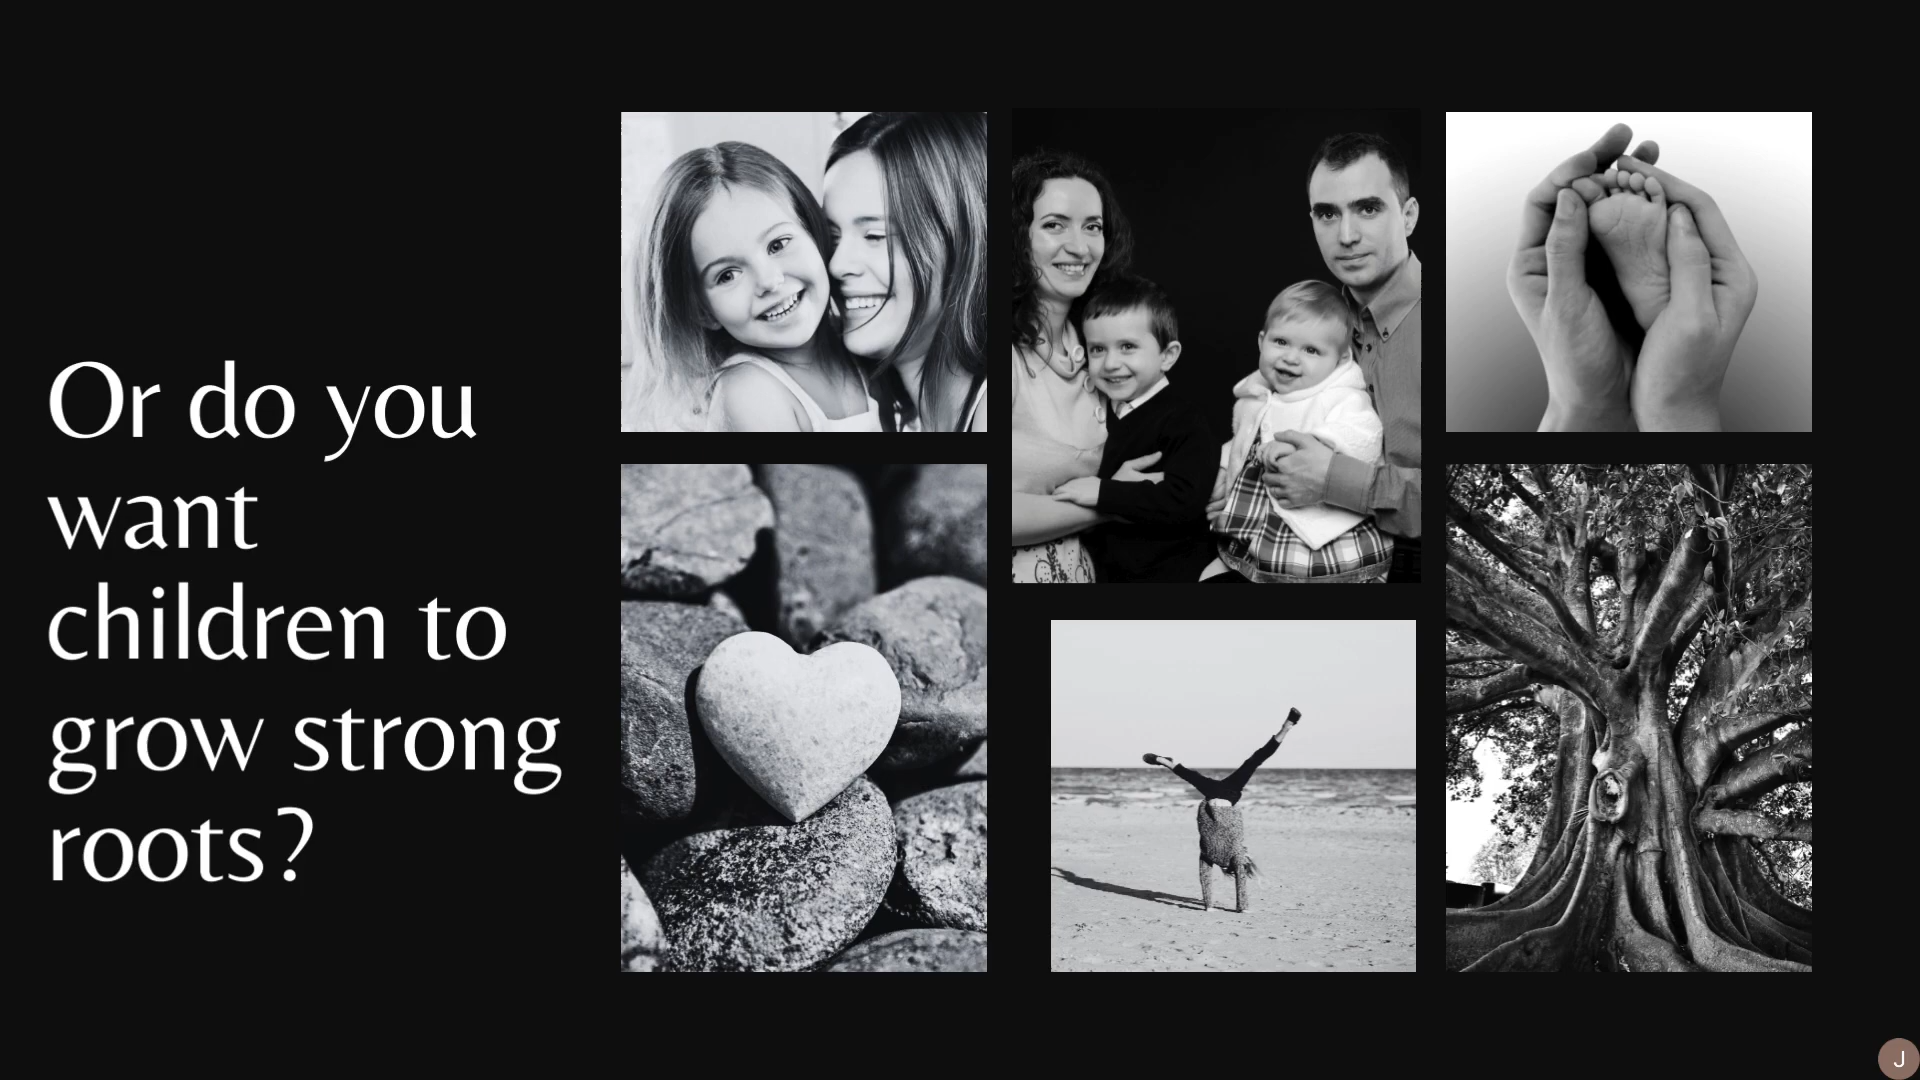 Or do you
want
children to
grow strong
roots?
J